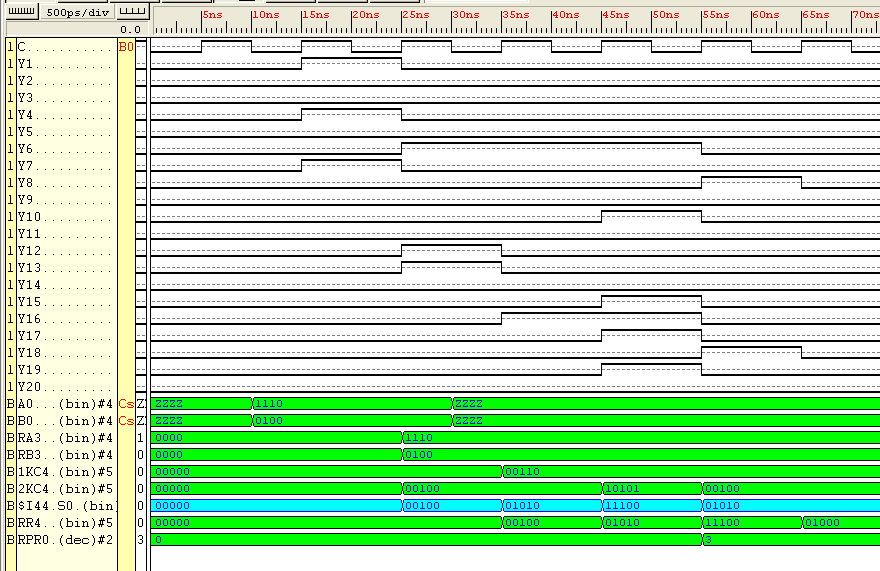 500ps/div
5ns 10ns 15ns 20ns 25ns 30ns 35ns 40ns 45ns 50ns 55ns 60ns 65ns 70ns
0.0
1 C........... B0
1 Y1..........
1 Y2..........
1 Y3..........
1 Y4..........
1 Y5..........
1 Y6..........
1 Y7..........
1 Y8..........
1 Y9..........
1 Y10.........
1 Y11.........
1 Y12.........
1 Y13.........
1 Y14.........
1 Y15.........
1 Y16.........
1 Y17.........
1 Y18.........
1 Y19.........
1 Y20.........
B A0...(bin)#4 Cs Z ZZZZ 1110 ZZZZ
B B0...(bin)#4 Cs Z ZZZZ 0100 ZZZZ
B RA3..(bin)#4 1 0000 1110
B RB3..(bin)#4 0 0000 0100
B 1KC4.(bin)#5 0 00000 00110
B 2KC4.(bin)#5 0 00000 00100 10101 00100
B $I44.S0.(bin) 0 00000 00100 01010 11100 01010
B RR4..(bin)#5 0 00000 00100 01010 11100 01000
B RPR0.(dec)#2 3 0 3